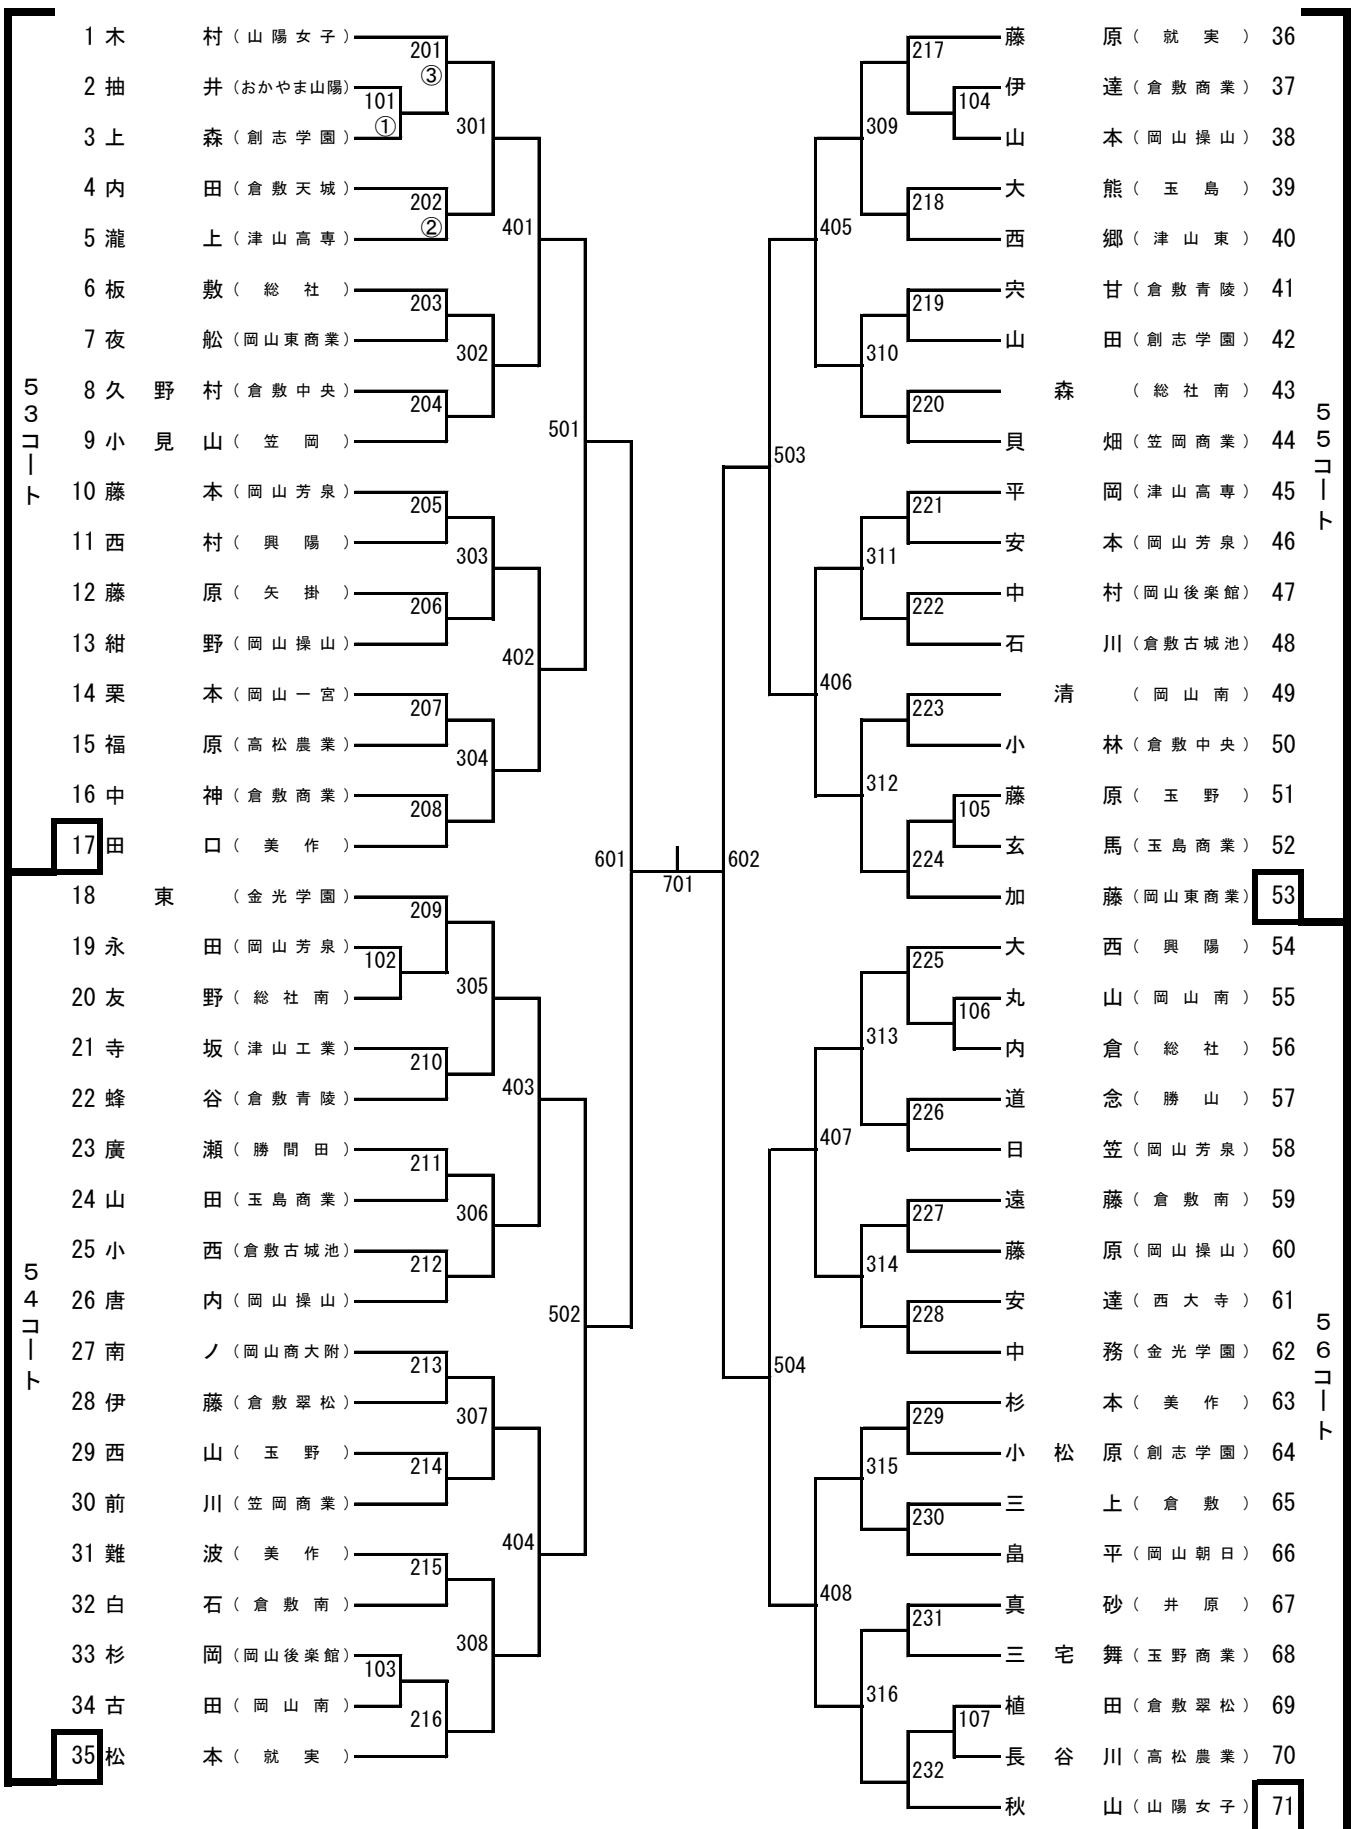 53コート
1 木村 (山陽女子)
2 抽井 (おかやま山陽)
3 上森 (創志学園)
4 内田 (倉敷天城)
5 瀧上 (津山高専)
6 板敷 (総社)
7 夜舩 (岡山東商業)
8 久野村 (倉敷中央)
9 小見山 (笠岡)
10 藤本 (岡山芳泉)
11 西村 (興陽)
12 藤原 (矢掛)
13 紺野 (岡山操山)
14 栗本 (岡山一宮)
15 福原 (高松農業)
16 中神 (倉敷商業)
17 田口 (美作)
54コート
18 東 (金光学園)
19 永田 (岡山芳泉)
20 友野 (総社南)
21 寺坂 (津山工業)
22 蜂谷 (倉敷青陵)
23 廣瀬 (勝間田)
24 山田 (玉島商業)
25 小西 (倉敷古城池)
26 唐内 (岡山操山)
27 南ノ (岡山商大附)
28 伊藤 (倉敷翠松)
29 西山 (玉野)
30 前川 (笠岡商業)
31 難波 (美作)
32 白石 (倉敷南)
33 杉岡 (岡山後楽館)
34 古田 (岡山南)
35 松本 (就実)
101
①
102
103
201
③
202
②
203
204
205
206
207
208
209
210
211
212
213
214
215
216
301
302
303
304
305
306
307
308
401
402
403
404
501
502
601
701
602
503
504
405
406
407
408
309
310
311
312
313
314
315
316
217
218
219
220
221
222
223
224
225
226
227
228
229
230
231
232
104
105
106
107
55コート
藤原 (就実) 36
伊達 (倉敷商業) 37
山本 (岡山操山) 38
大熊 (玉島) 39
西郷 (津山東) 40
宍甘 (倉敷青陵) 41
山田 (創志学園) 42
森 (総社南) 43
貝畑 (笠岡商業) 44
平岡 (津山高専) 45
安本 (岡山芳泉) 46
中村 (岡山後楽館) 47
石川 (倉敷古城池) 48
清 (岡山南) 49
小林 (倉敷中央) 50
藤原 (玉野) 51
玄馬 (玉島商業) 52
加藤 (岡山東商業) 53
56コート
大西 (興陽) 54
丸山 (岡山南) 55
内倉 (総社) 56
道念 (勝山) 57
日笠 (岡山芳泉) 58
遠藤 (倉敷南) 59
藤原 (岡山操山) 60
安達 (西大寺) 61
中務 (金光学園) 62
杉本 (美作) 63
小松原 (創志学園) 64
三上 (倉敷) 65
畠平 (岡山朝日) 66
真砂 (井原) 67
三宅舞 (玉野商業) 68
植田 (倉敷翠松) 69
長谷川 (高松農業) 70
秋山 (山陽女子) 71